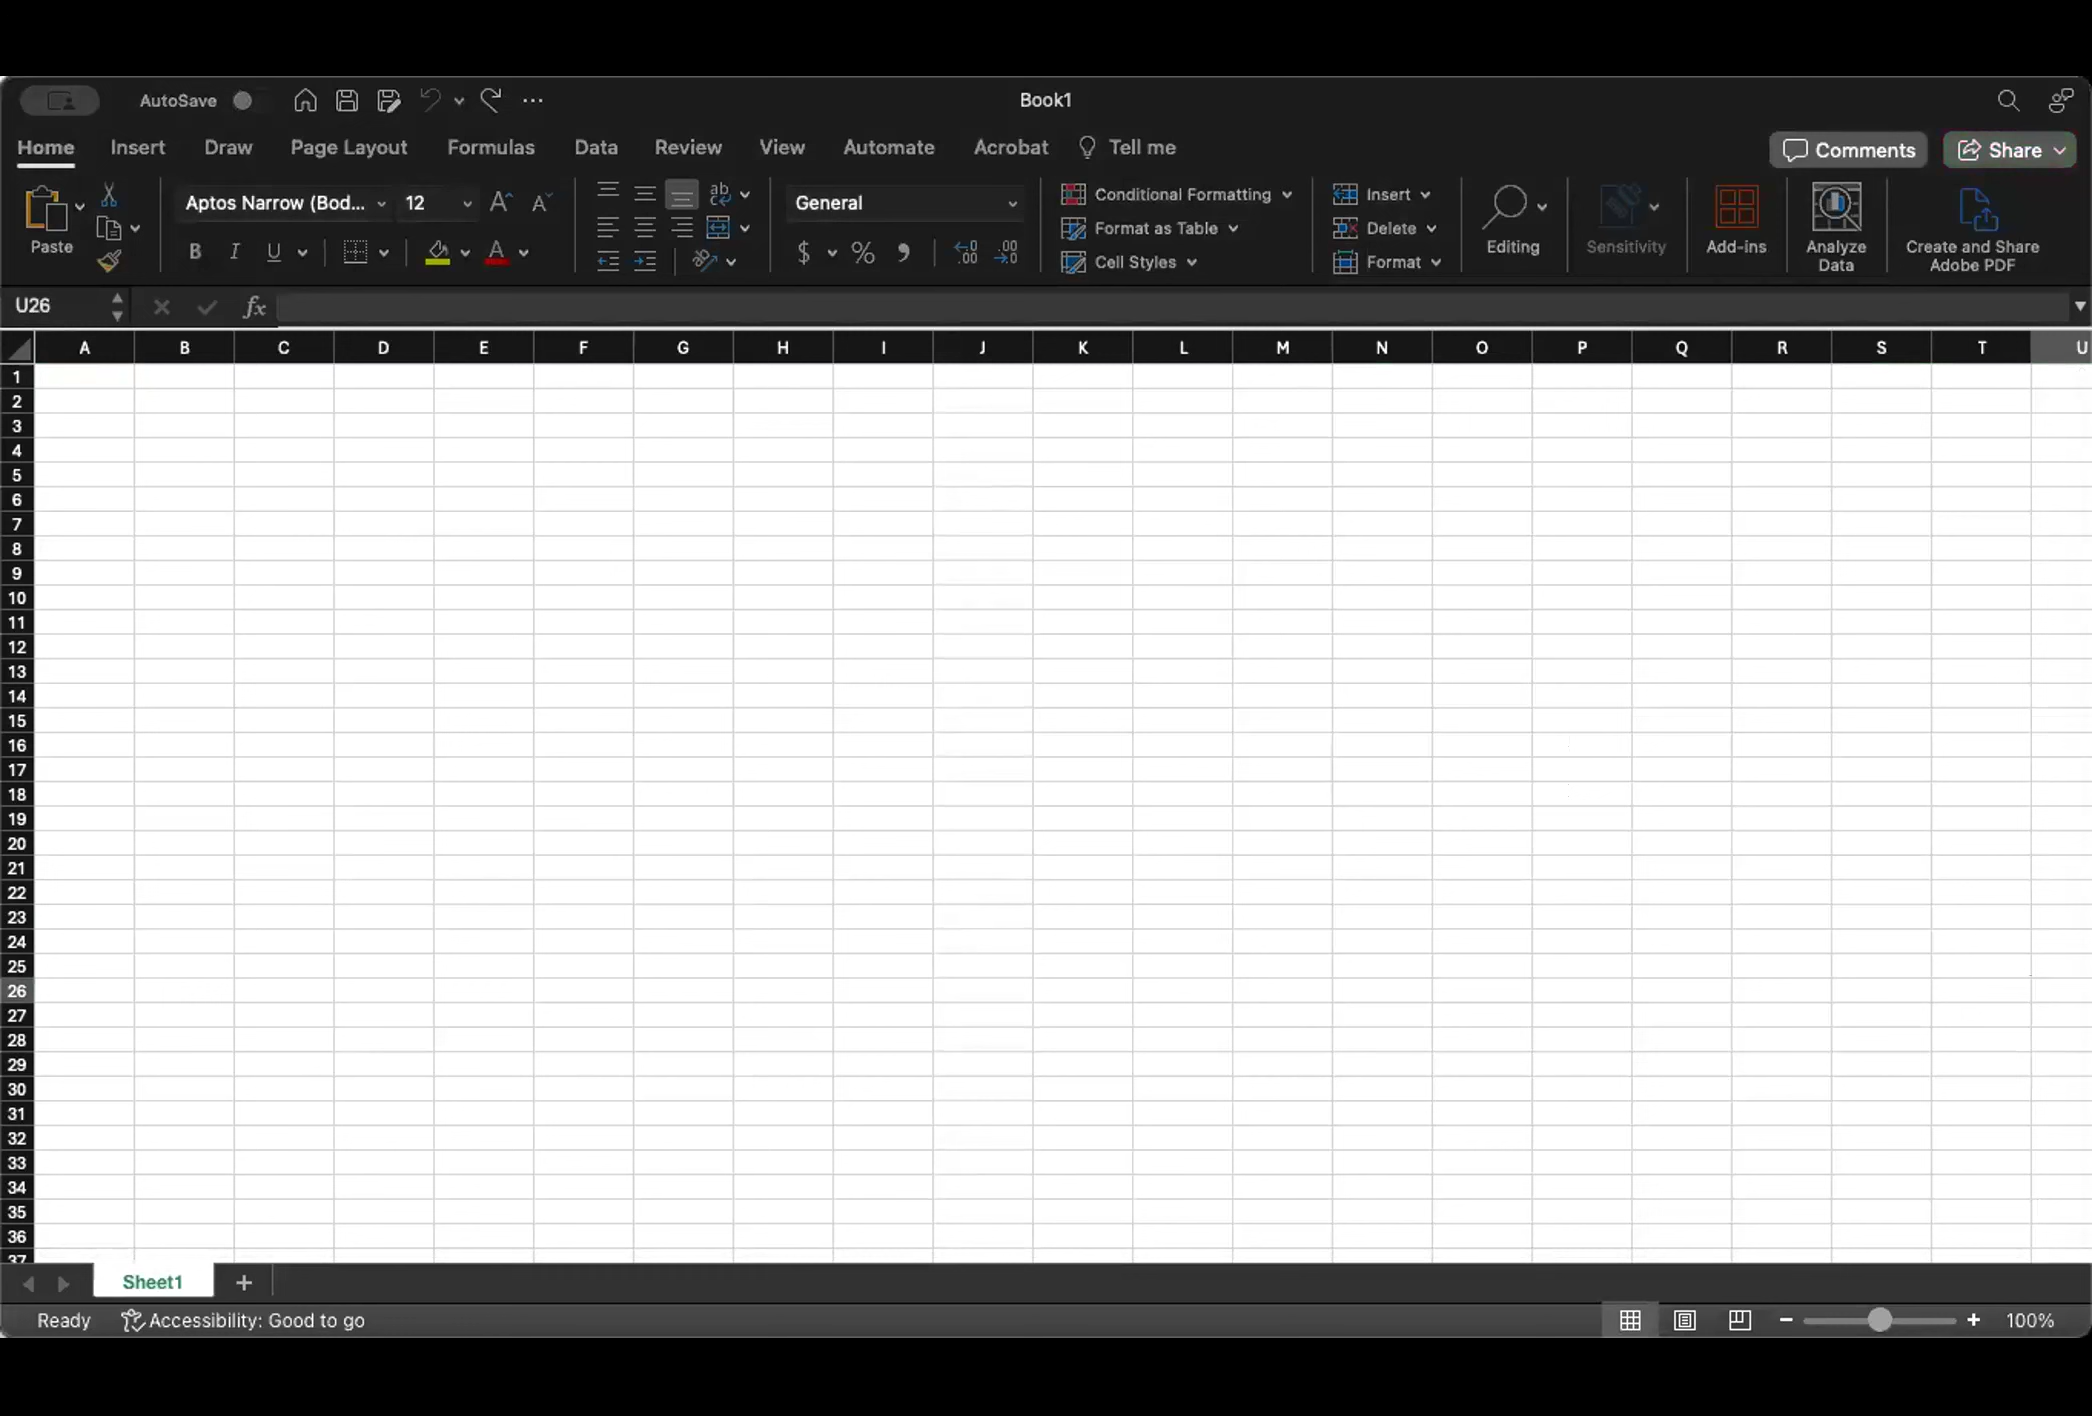 AutoSave
Book1
Home Insert Draw Page Layout Formulas Data Review View Automate Acrobat Tell me
Comments Share
Paste
Aptos Narrow (Bod... 12
B I U A
General
$ %
Conditional Formatting
Format as Table
Cell Styles
Insert
Delete
Format
Editing
Sensitivity
Add-ins
Analyze
Data
Create and Share
Adobe PDF
U26
fx
A B C D E F G H I J K L M N O P Q R S T U
1
2
3
4
5
6
7
8
9
10
11
12
13
14
15
16
17
18
19
20
21
22
23
24
25
26
27
28
29
30
31
32
33
34
35
36
37
Sheet1
Ready Accessibility: Good to go
100%